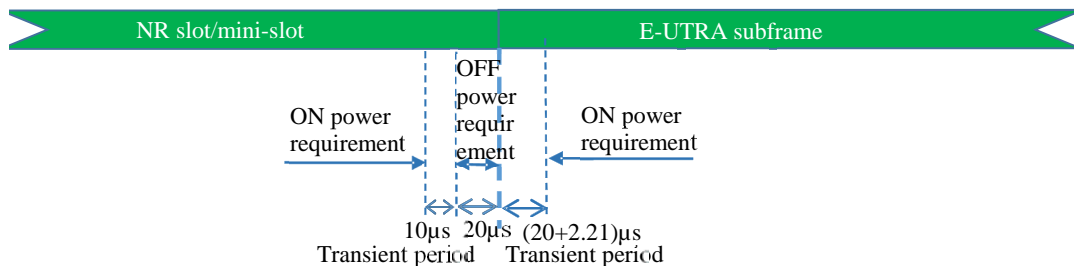 NR slot/mini-slot
E-UTRA subframe
OFF
power
requir
ement
ON power
requirement
ON power
requirement
10μs
20μs
(20+2.21)μs
Transient period
Transient period